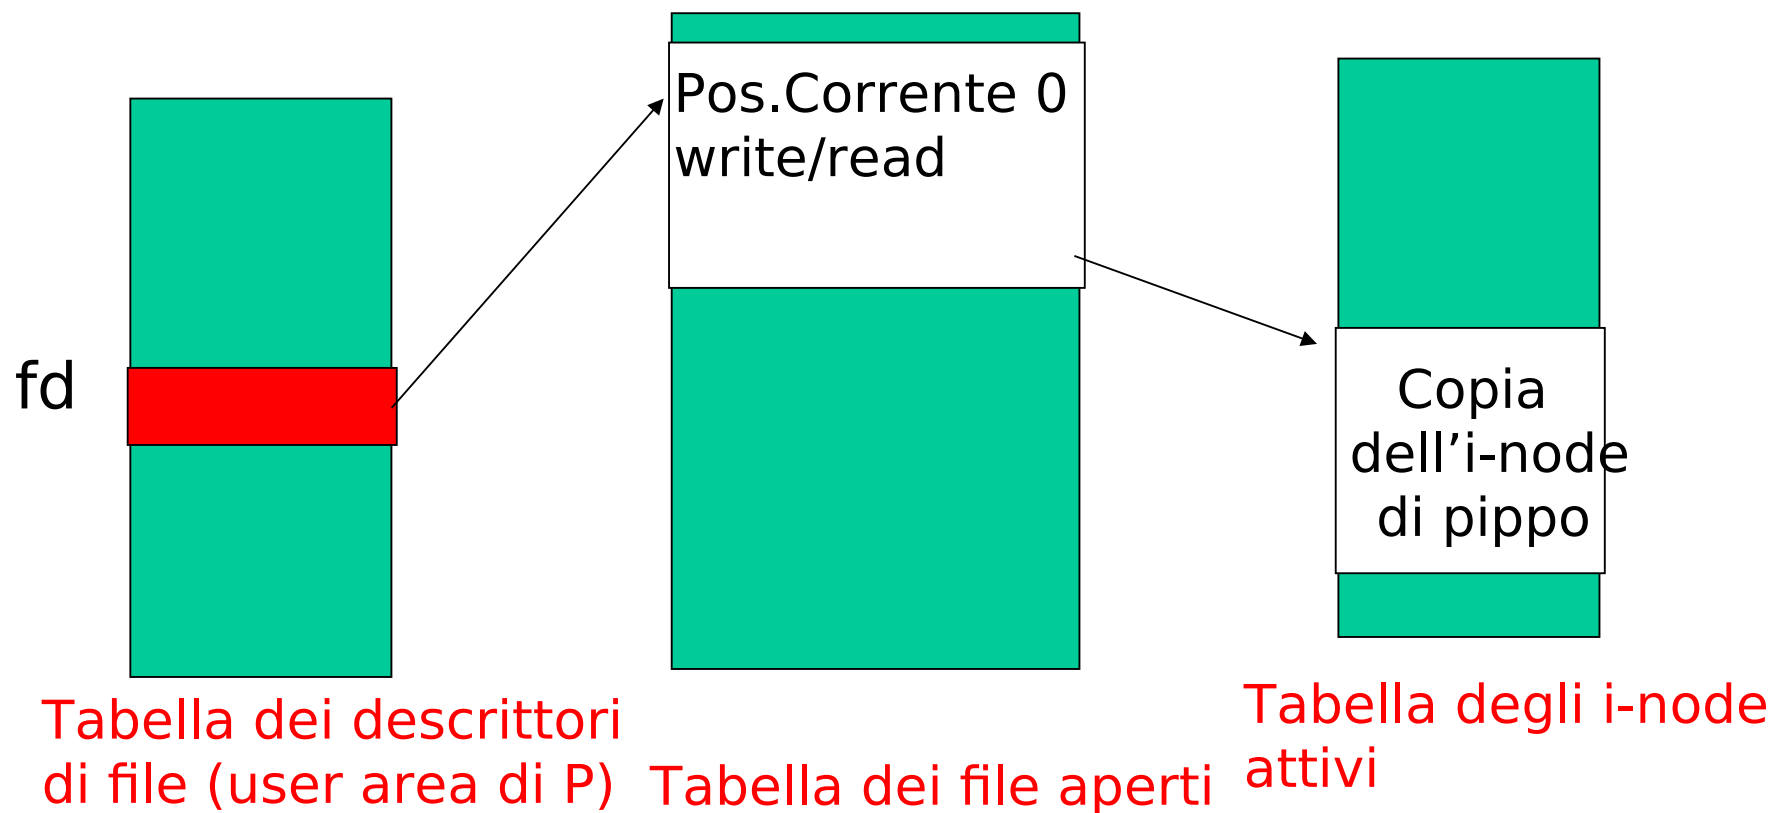 Pos.Corrente 0
write/read
fd
Copia
dell’i-node
di pippo
Tabella dei descrittori
di file (user area di P)
Tabella dei file aperti
Tabella degli i-node
attivi